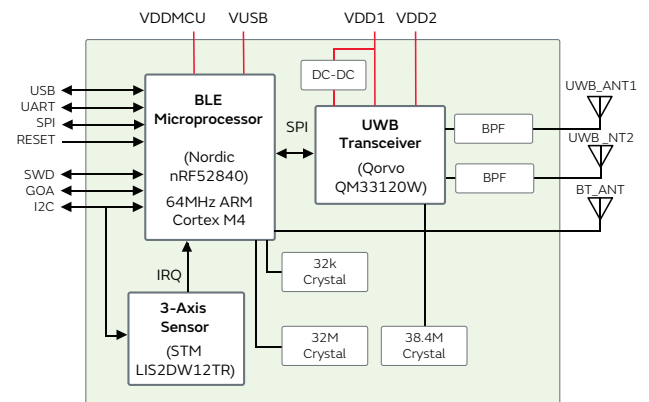 VDDMCU
VUSB
VDD1
VDD2
DC-DC
USB
UART
SPI
RESET
SWD
GOA
I2C
BLE
Microprocessor
(Nordic
nRF52840)
64MHz ARM
Cortex M4
SPI
UWB
Transceiver
(Qorvo
QM33120W)
BPF
BPF
UWB_ANT1
UWB_NT2
BT_ANT
IRQ
32k
Crystal
3-Axis
Sensor
(STM
LIS2DW12TR)
32M
Crystal
38.4M
Crystal